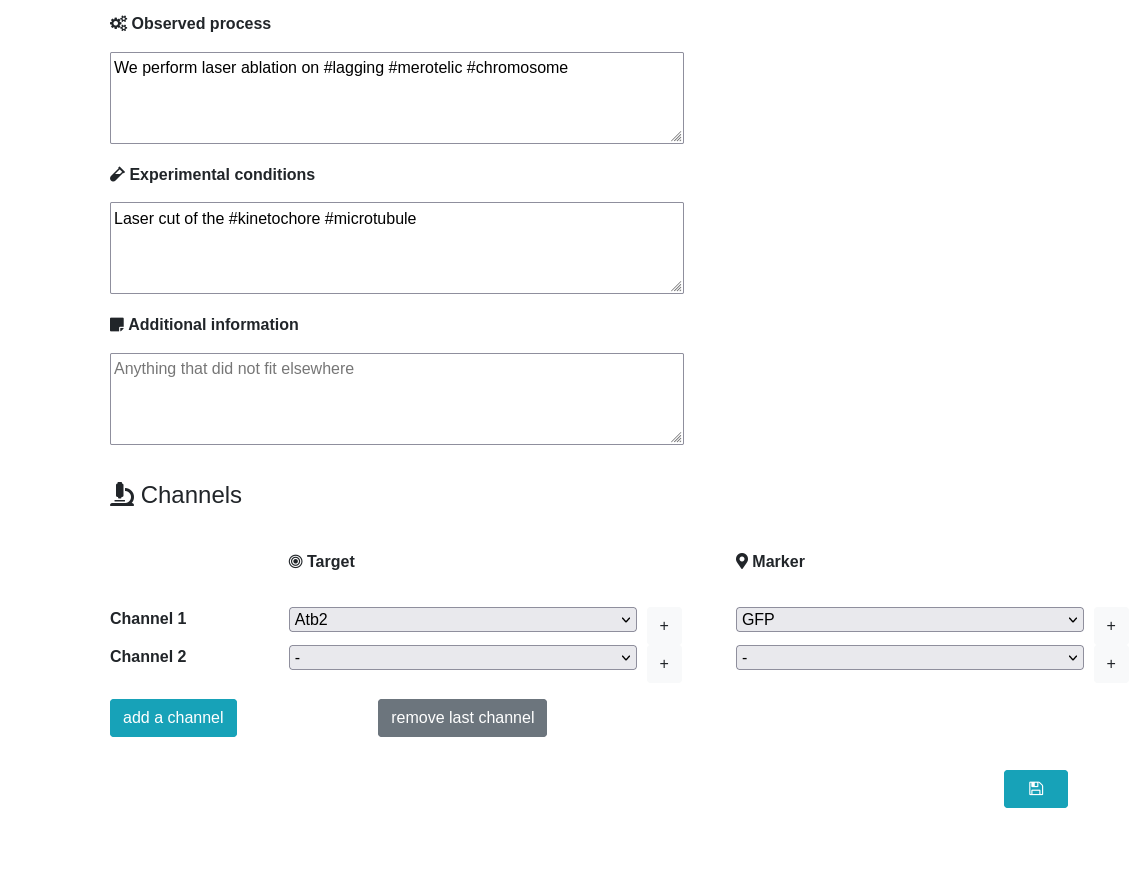 Observed process
We perform laser ablation on #lagging #merotelic #chromosome
Experimental conditions
Laser cut of the #kinetochore #microtubule
Additional information
Anything that did not fit elsewhere
Channels
Target Marker
Channel 1 Atb2 + GFP +
Channel 2 - + - +
add a channel remove last channel